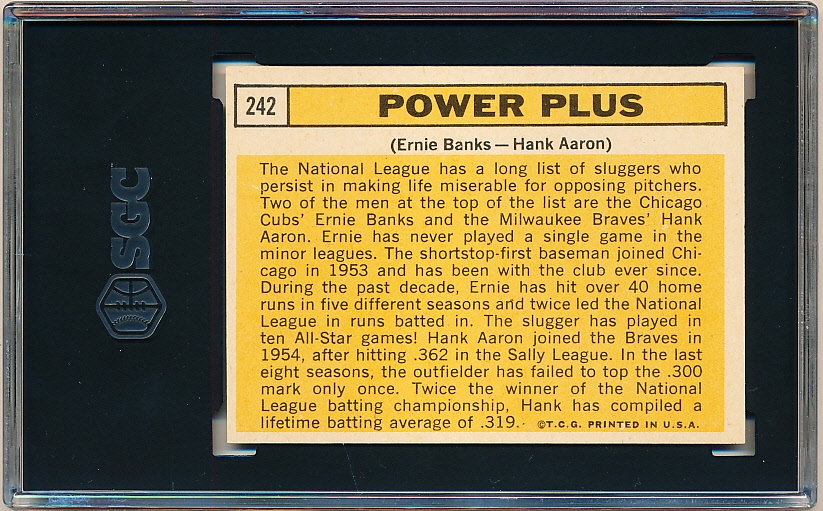 242
POWER PLUS
(Ernie Banks — Hank Aaron)
The National League has a long list of sluggers who
persist in making life miserable for opposing pitchers.
Two of the men at the top of the list are the Chicago
Cubs' Ernie Banks and the Milwaukee Braves' Hank
Aaron. Ernie has never played a single game in the
minor leagues. The shortstop-first baseman joined Chi-
cago in 1953 and has been with the club ever since.
During the past decade, Ernie has hit over 40 home
runs in five different seasons and twice led the National
League in runs batted in. The slugger has played in
ten All-Star games! Hank Aaron joined the Braves in
1954, after hitting .362 in the Sally League. In the last
eight seasons, the outfielder has failed to top the .300
mark only once. Twice the winner of the National
League batting championship, Hank has compiled a
lifetime batting average of .319.
©T.C.G. PRINTED IN U.S.A.
SGC